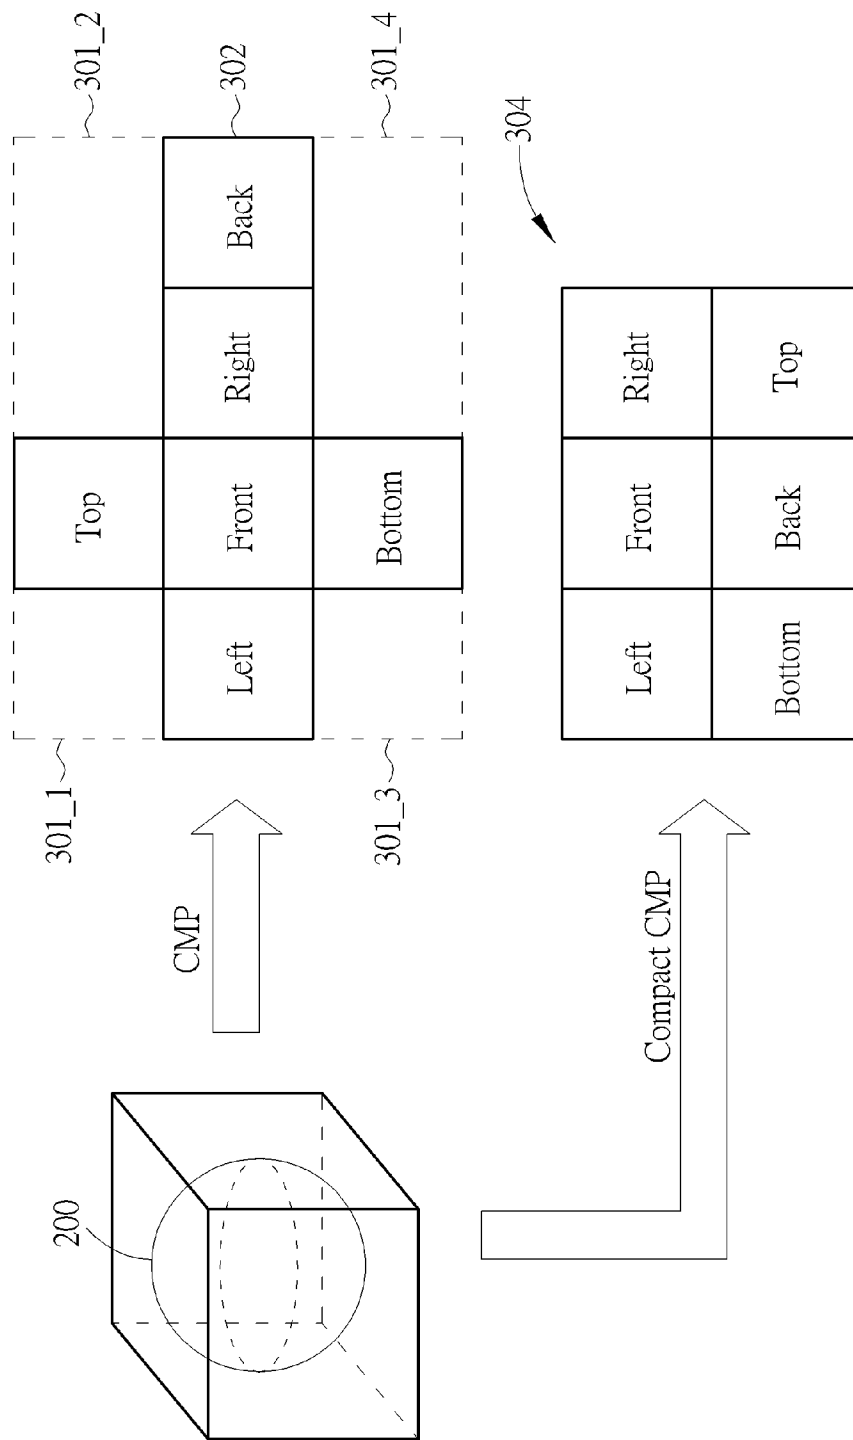 200
CMP
301_1
301_2
Top
Left
Front
Right
Back
302
Bottom
301_3
301_4
Compact CMP
304
Left
Front
Right
Bottom
Back
Top